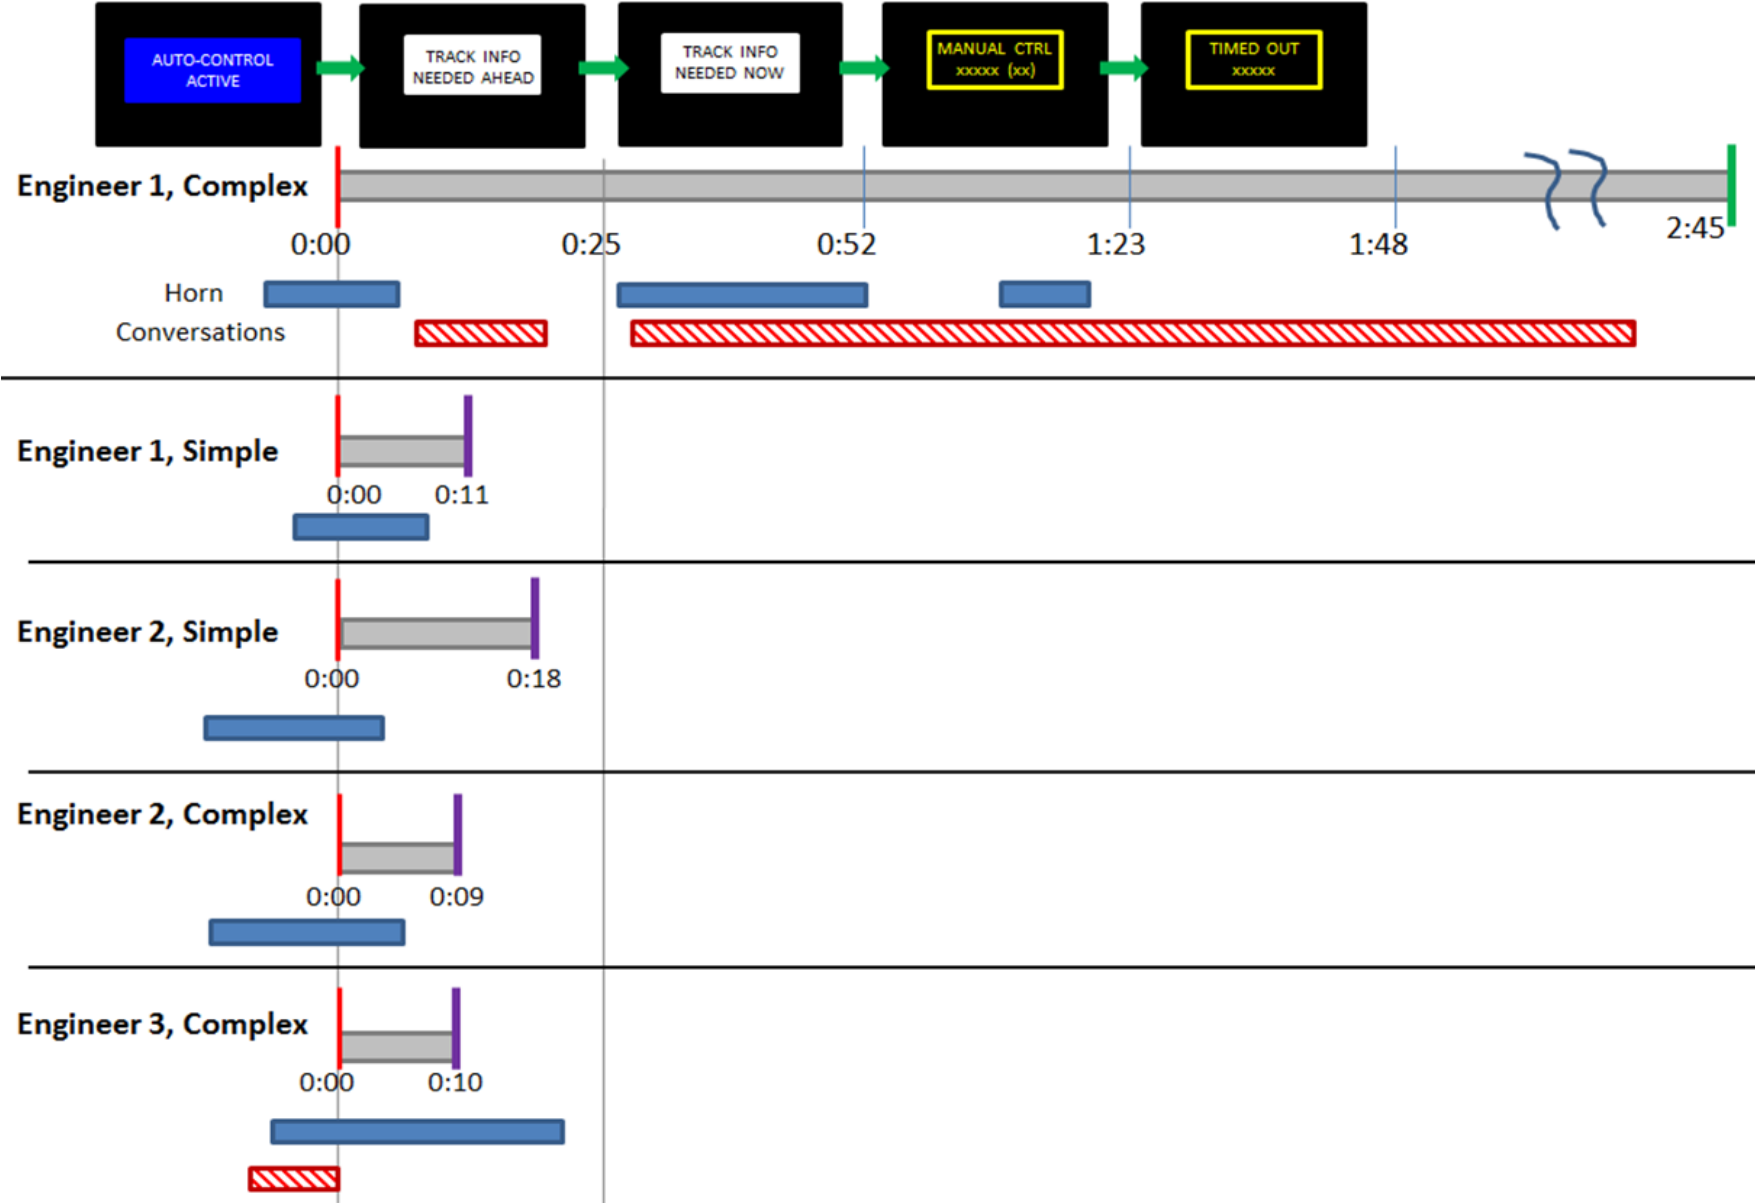 AUTO-CONTROL
ACTIVE
TRACK INFO
NEEDED AHEAD
TRACK INFO
NEEDED NOW
MANUAL CTRL
xxxxx (xx)
TIMED OUT
xxxxx
Engineer 1, Complex
0:00 0:25 0:52 1:23 1:48 2:45
Horn
Conversations
Engineer 1, Simple
0:00 0:11
Engineer 2, Simple
0:00 0:18
Engineer 2, Complex
0:00 0:09
Engineer 3, Complex
0:00 0:10